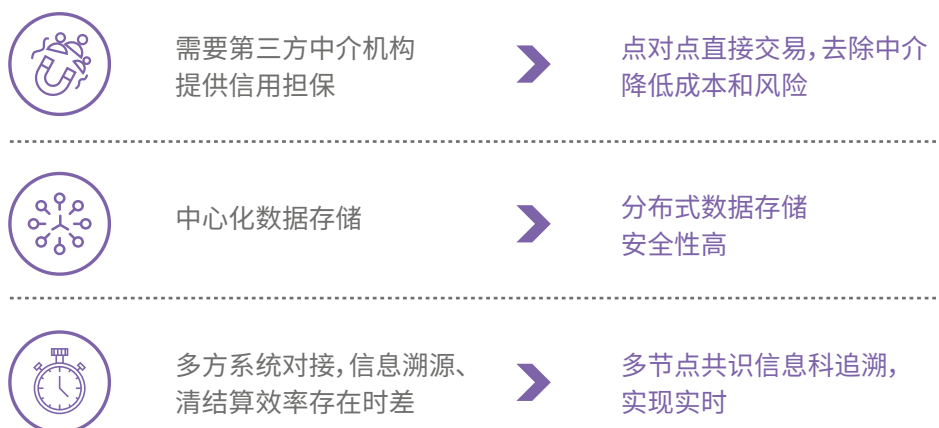 需要第三方中介机构
提供信用担保
点对点直接交易，去除中介
降低成本和风险
中心化数据存储
分布式数据存储
安全性高
多方系统对接，信息溯源、
清结算效率存在时差
多节点共识信息科追溯，
实现实时